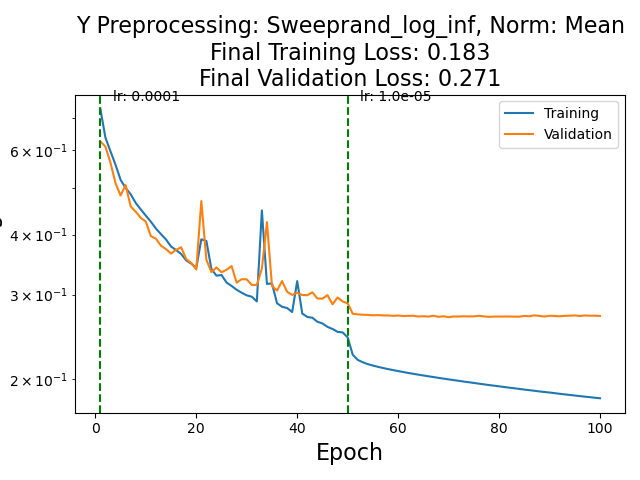 Y Preprocessing: Sweeprand_log_inf, Norm: Mean
Final Training Loss: 0.183
Final Validation Loss: 0.271
lr: 0.0001
lr: 1.0e-05
Training
Validation
6 × 10⁻¹
4 × 10⁻¹
3 × 10⁻¹
2 × 10⁻¹
0
20
40
60
80
100
Epoch